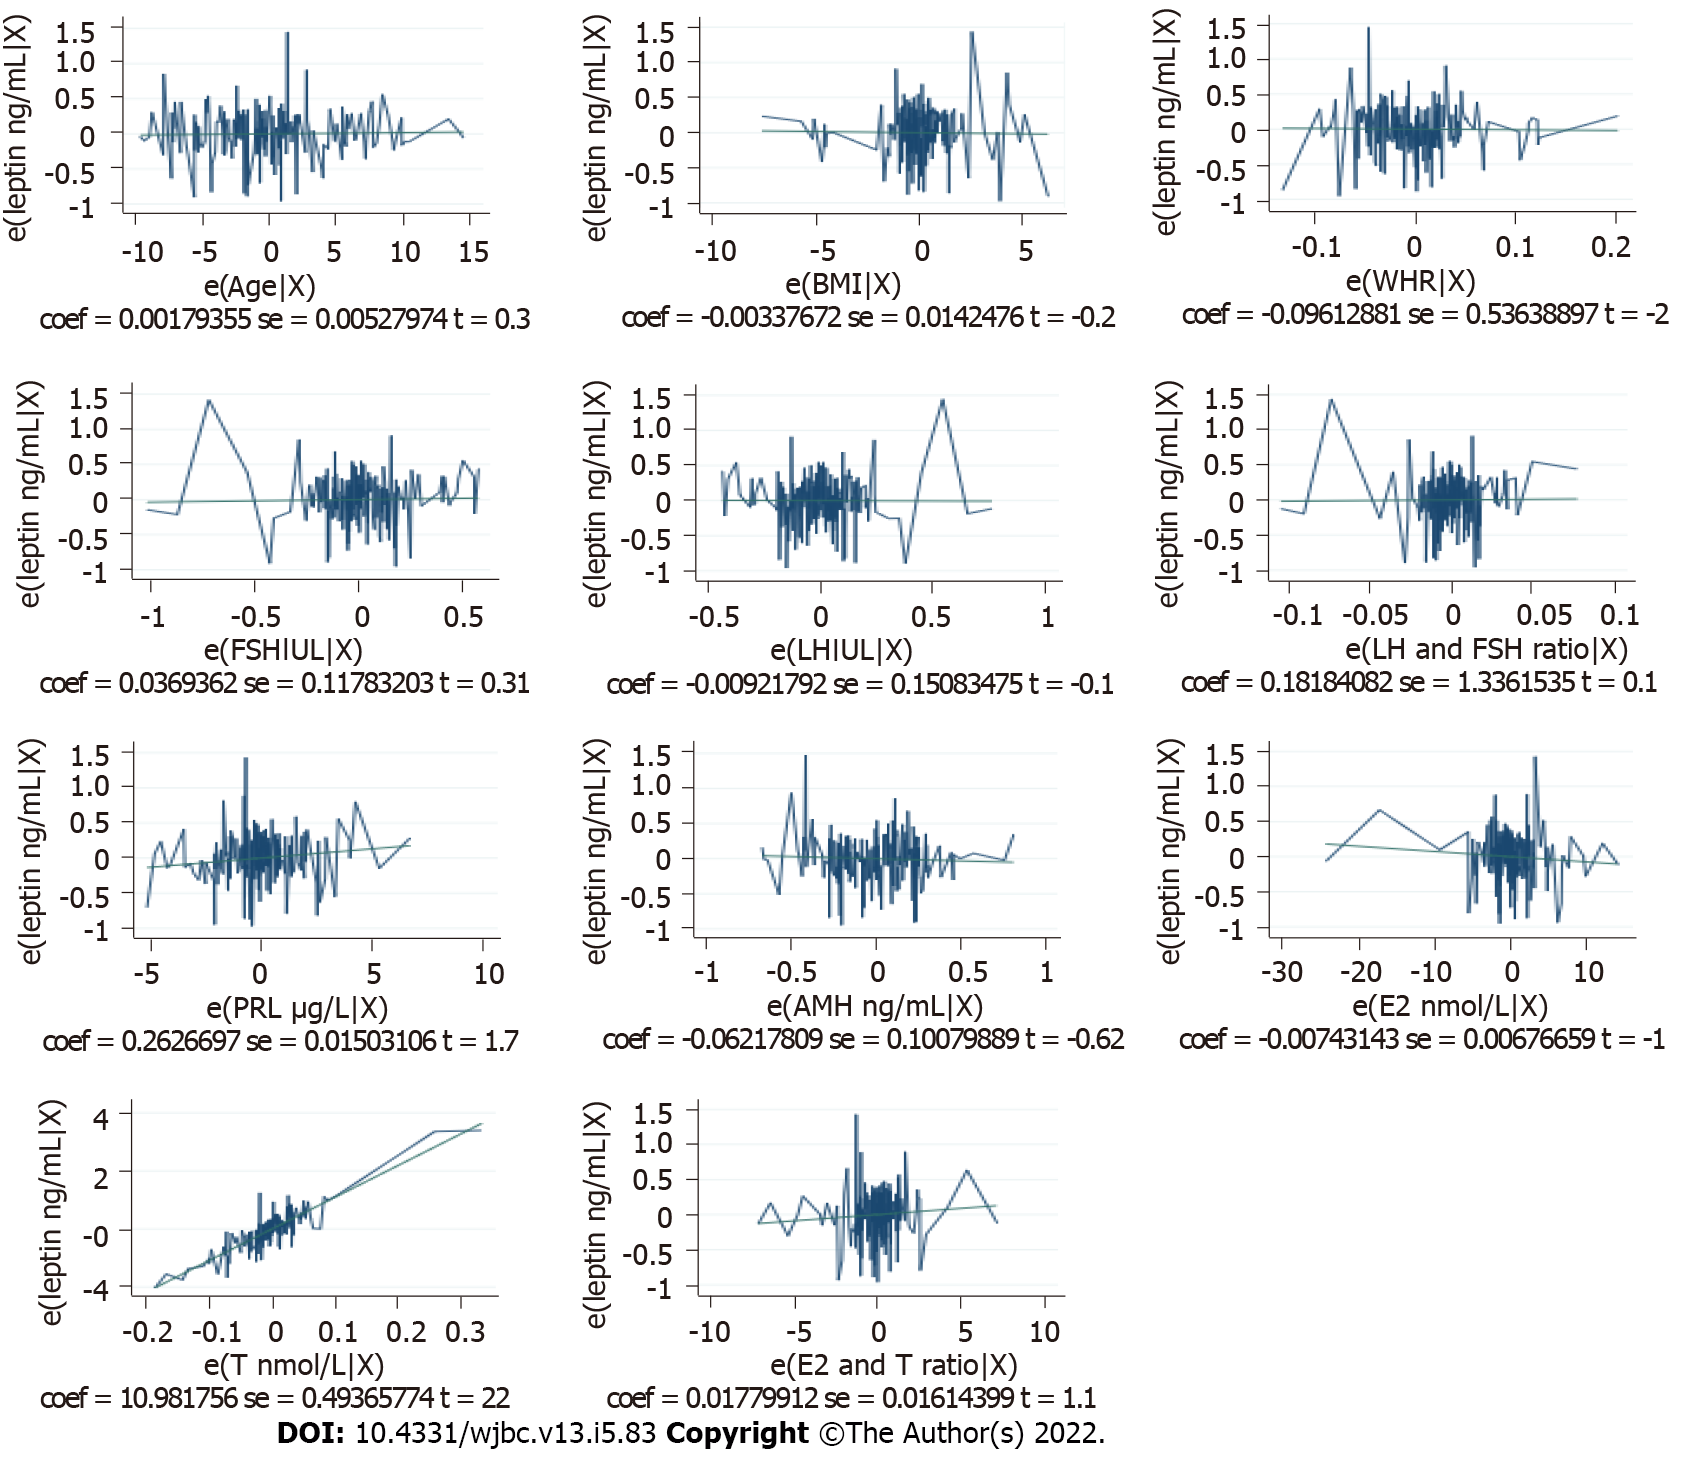 e(leptin ng/mL|X)
1.5
1.0
0.5
0
-0.5
-1
-10 -5 0 5 10 15
e(Age|X)
coef = 0.00179355 se = 0.00527974 t = 0.3
e(leptin ng/mL|X)
1.5
1.0
0.5
0
-0.5
-1
-10 -5 0 5
e(BMI|X)
coef = -0.00337672 se = 0.0142476 t = -0.2
e(leptin ng/mL|X)
1.5
1.0
0.5
0
-0.5
-1
-0.1 0 0.1 0.2
e(WHR|X)
coef = -0.09612881 se = 0.53638897 t = -2
e(leptin ng/mL|X)
1.5
1.0
0.5
0
-0.5
-1
-1 -0.5 0 0.5
e(FSHIUL|X)
coef = 0.0369362 se = 0.11783203 t = 0.31
e(leptin ng/mL|X)
1.5
1.0
0.5
0
-0.5
-1
-0.5 0 0.5 1
e(LHIUL|X)
coef = -0.00921792 se = 0.15083475 t = -0.1
e(leptin ng/mL|X)
1.5
1.0
0.5
0
-0.5
-1
-0.1 -0.05 0 0.05 0.1
e(LH and FSH ratio|X)
coef = 0.18184082 se = 1.3361535 t = 0.1
e(leptin ng/mL|X)
1.5
1.0
0.5
0
-0.5
-1
-5 0 5 10
e(PRL µg/L|X)
coef = 0.2626697 se = 0.01503106 t = 1.7
e(leptin ng/mL|X)
1.5
1.0
0.5
0
-0.5
-1
-1 -0.5 0 0.5 1
e(AMH ng/mL|X)
coef = -0.06217809 se = 0.10079889 t = -0.62
e(leptin ng/mL|X)
1.5
1.0
0.5
0
-0.5
-1
-30 -20 -10 0 10
e(E2 nmol/L|X)
coef = -0.00743143 se = 0.00676659 t = -1
e(leptin ng/mL|X)
4
2
-0
-4
-0.2 -0.1 0 0.1 0.2 0.3
e(T nmol/L|X)
coef = 10.981756 se = 0.49365774 t = 22
e(leptin ng/mL|X)
1.5
1.0
0.5
0
-0.5
-1
-10 -5 0 5 10
e(E2 and T ratio|X)
coef = 0.01779912 se = 0.01614399 t = 1.1
DOI: 10.4331/wjbc.v13.i5.83 Copyright ©The Author(s) 2022.